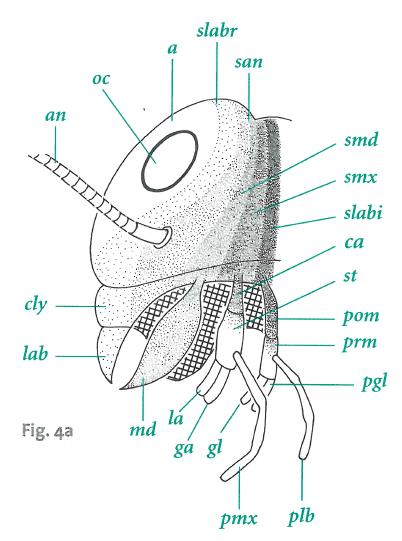 slabr
a
san
oc
an
smd
smx
slabi
ca
st
cly
pom
prm
lab
pgl
Fig. 4a
md
la
ga
gl
pmx
plb